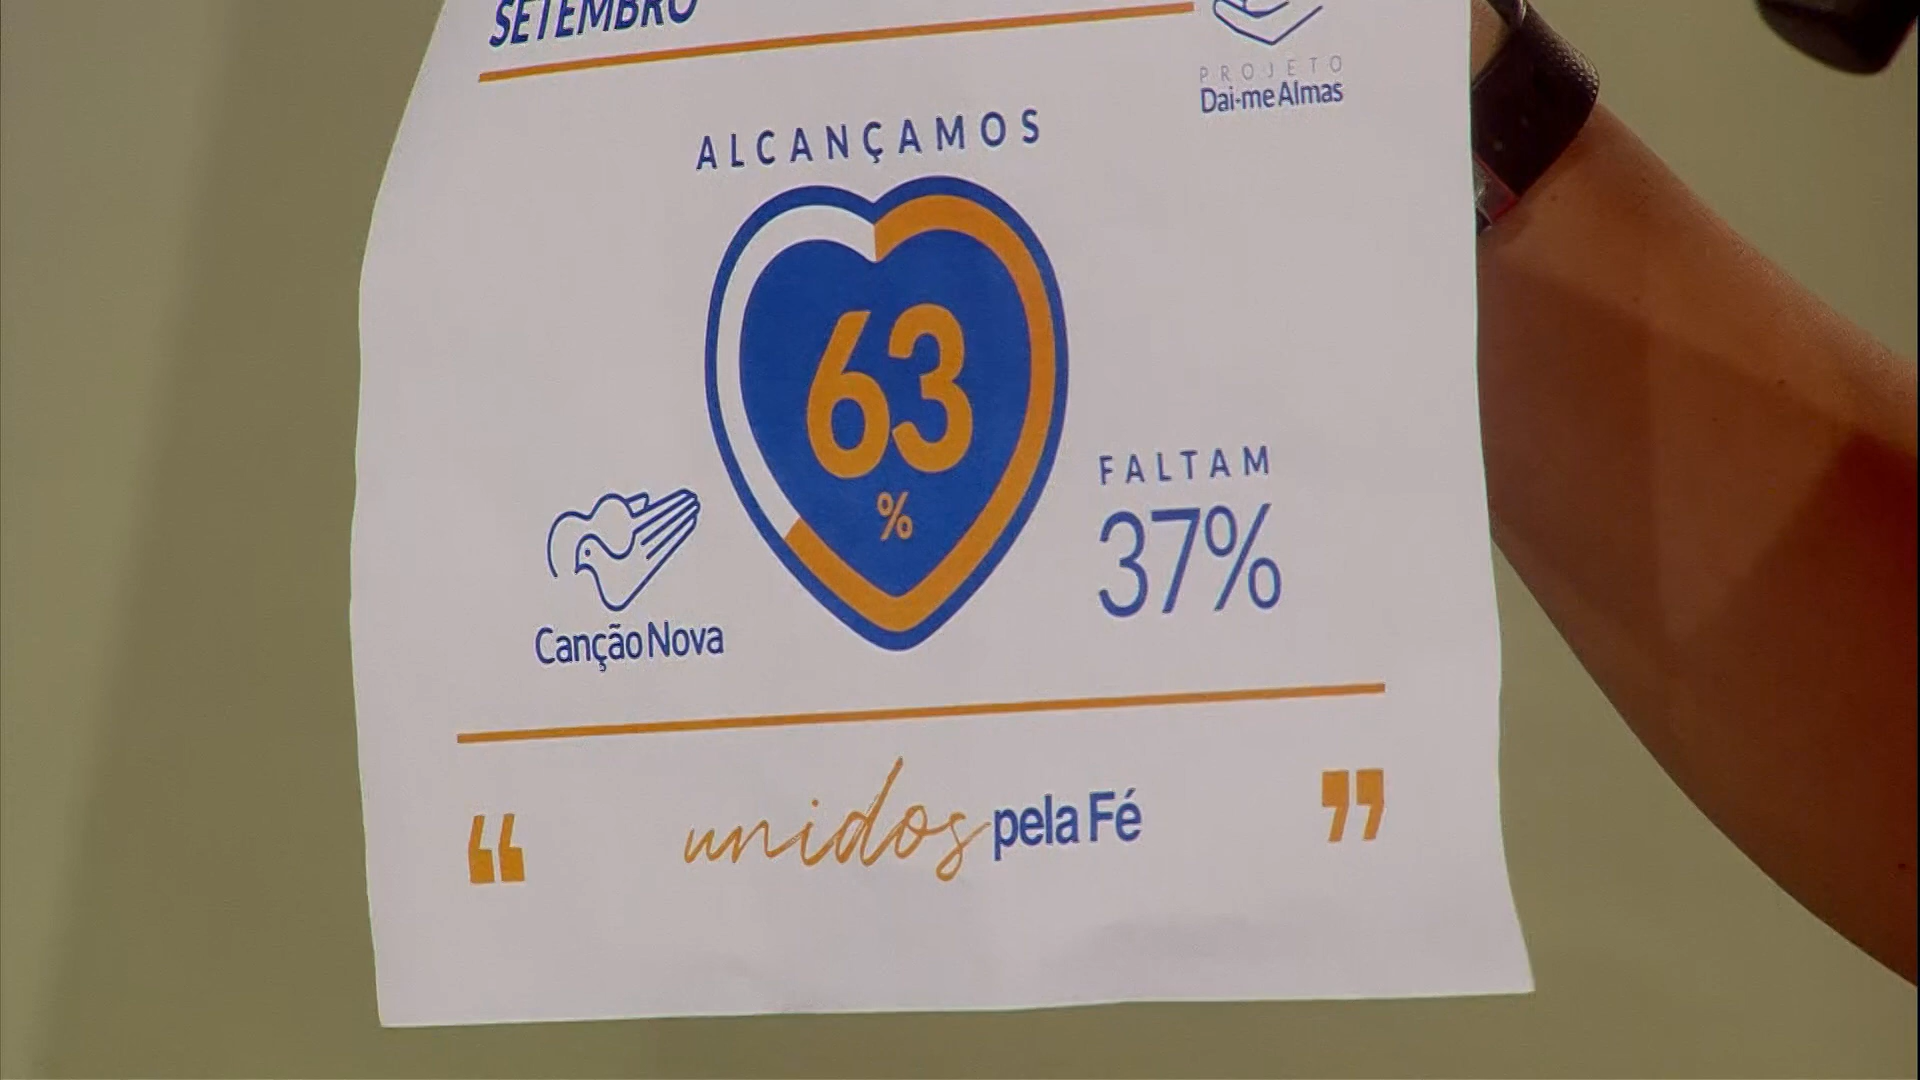 SETEMBRO
PROJETO
Dai-me Almas
ALCANÇAMOS
63
%
FALTAM
37%
Canção Nova
“ unidos pela Fé ”